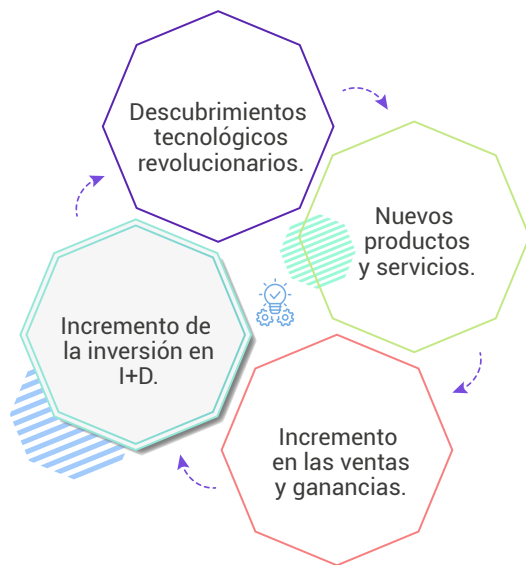 Descubrimientos
tecnológicos
revolucionarios.
Nuevos
productos
y servicios.
Incremento
en las ventas
y ganancias.
Incremento de
la inversión en
I+D.